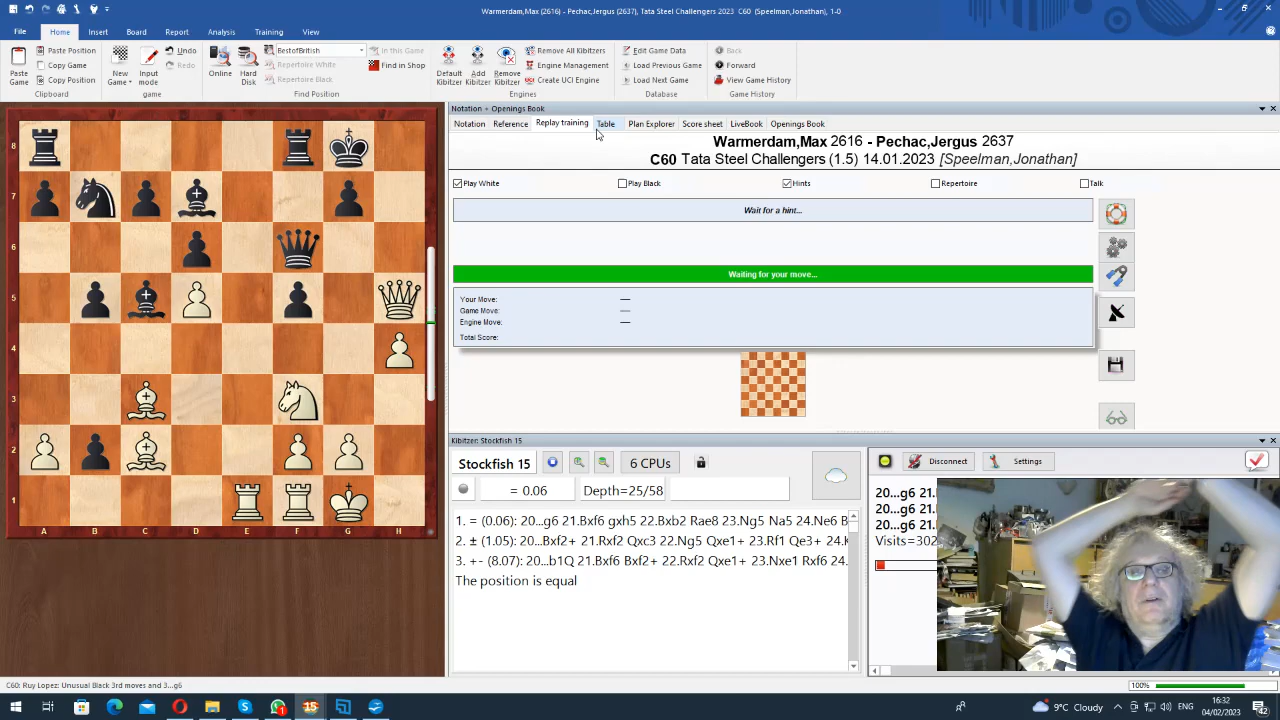 Warmerdam,Max (2616) - Pechac,Jergus (2637), Tata Steel Challengers 2023 C60 (Speelman,Jonathan), 1-0
File Home Insert Board Report Analysis Training View
Paste Game
Paste Position
Copy Game
Copy Position
Clipboard
New Game
Input mode
Undo
Redo
game
Online
Hard Disk
BestofBritish
Repertoire White
Repertoire Black
In this Game
Find in Shop
Find Position
Default Kibitzer
Add Kibitzer
Remove Kibitzer
Remove All Kibitzers
Engine Management
Create UCI Engine
Engines
Edit Game Data
Load Previous Game
Load Next Game
Database
Back
Forward
View Game History
Game History
Notation + Openings Book
Notation Reference Replay training Table Plan Explorer Score sheet LiveBook Openings Book
Warmerdam,Max 2616 - Pechac,Jergus 2637
C60 Tata Steel Challengers (1.5) 14.01.2023 [Speelman,Jonathan]
Play White Play Black Hints Repertoire Talk
Wait for a hint...
Waiting for your move...
Your Move: —
Game Move: —
Engine Move: —
Total Score:
8
7
6
5
4
3
2
1
A B C D E F G H
Kibitzer: Stockfish 15
Stockfish 15 6 CPUs
= 0.06 Depth=25/58
1. = (0.06): 20...g6 21.Bxf6 gxh5 22.Bxb2 Rae8 23.Ng5 Na5 24.Ne6
2. ± (1.05): 20...Bxf2+ 21.Rxf2 Qxc3 22.Ng5 Qxe1+ 23.Rf1 Qe3+ 24.
3. +- (8.07): 20...b1Q 21.Bxf6 Bxf2+ 22.Rxf2 Qxe1+ 23.Nxe1 Rxf6 24.
The position is equal
Disconnect Settings
20...g6 21.
20...g6 21.
20...g6 21.
Visits=302
C60: Ruy Lopez: Unusual Black 3rd moves and 3...g6
100%
9°C Cloudy
ENG
16:32
04/02/2023